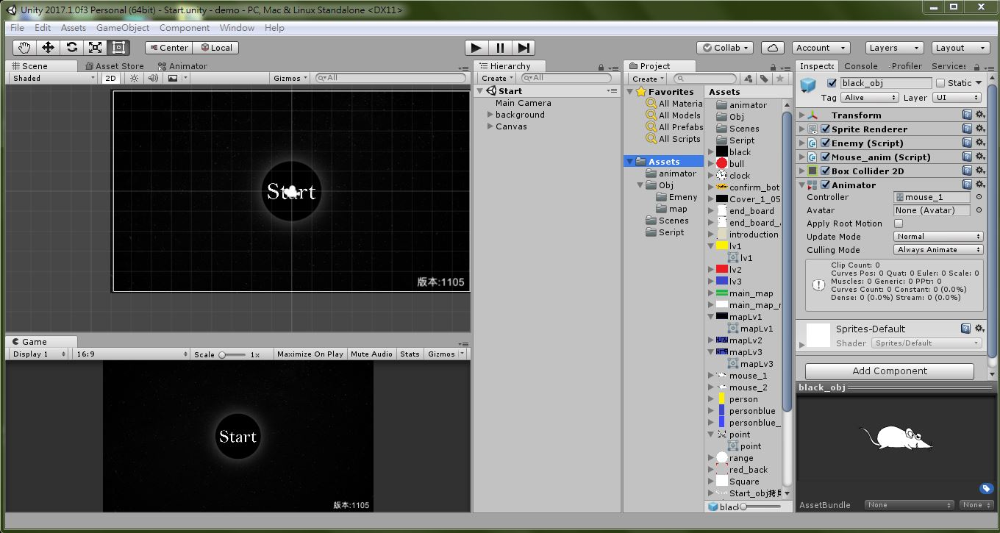 Unity 2017.1.0f3 Personal (64bit) - Start.unity - demo - PC, Mac & Linux Standalone <DX11>
File Edit Assets GameObject Component Window Help
Center Local Collab Account Layers Layout
Scene Asset Store Animator
Shaded 2D Gizmos All
Start
版本:1105
Game
Display 1 16:9 Scale 1x Maximize On Play Mute Audio Stats Gizmos
Start
版本:1105
Hierarchy
Create All
Start
Main Camera
background
Canvas
Project
Create
Favorites
All Materia
All Models
All Prefabs
All Scripts
Assets
animator
Obj
Emeny
map
Scenes
Seript
Assets
animator
Obj
Scenes
Seript
black
bull
clock
confirm_bot
Cover_1_05
end_board
end_board_
introduction
lv1
lv1
lv2
lv3
main_map
main_map_r
mapLv1
mapLv1
mapLv2
mapLv3
mapLv3
mouse_1
mouse_2
person
personblue
personblue_
point
point
range
red_back
Square
Start_obj拷貝
black
Inspecto Console Profiler Services
black_obj Static
Tag Alive Layer UI
Transform
Sprite Renderer
Enemy (Script)
Mouse_anim (Script)
Box Collider 2D
Animator
Controller mouse_1
Avatar None (Avatar)
Apply Root Motion
Update Mode Normal
Culling Mode Always Animate
Clip Count: 0
Curves Pos: 0 Quat: 0 Euler: 0 Scale: 0
Muscles: 0 Generic: 0 PPtr: 0
Curves Count: 0 Constant: 0 (0.0%)
Dense: 0 (0.0%) Stream: 0 (0.0%)
Sprites-Default
Shader Sprites/Default
Add Component
black_obj
AssetBundle None None